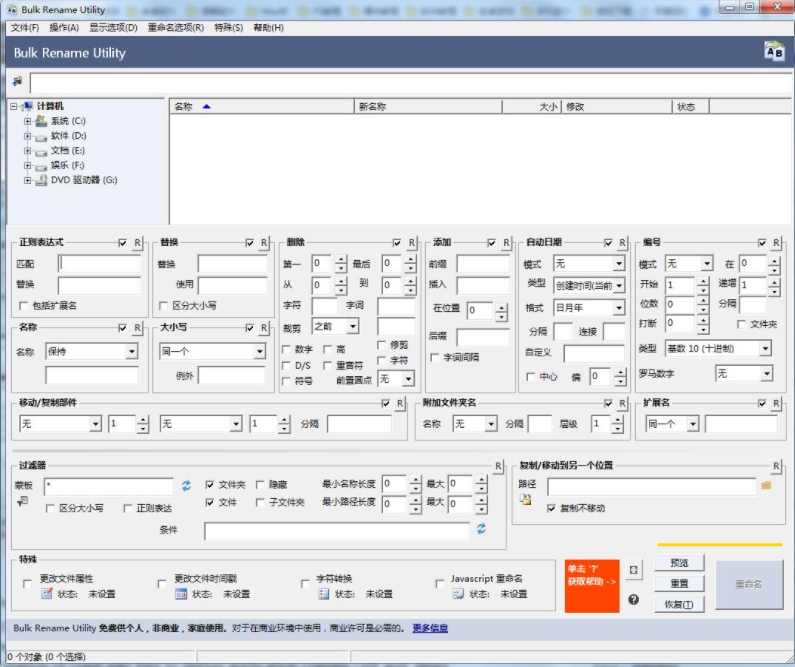 Bulk Rename Utility
文件(F) 操作(A) 显示选项(D) 重命名选项(R) 特殊(S) 帮助(H)
Bulk Rename Utility
AB
计算机
系统 (C:)
软件 (D:)
文档 (E:)
娱乐 (F:)
DVD 驱动器 (G:)
名称 新名称 大小 修改 状态
正则表达式 R 替换 R 删除 R 添加 R 自动日期 R 编号 R
匹配 替换 第一 0 最后 0 前缀 模式 无 模式 无 在 0
替换 使用 从 0 到 0 插入 类型 创建时间(当前 开始 1 递增 1
包括扩展名 区分大小写 字符 字词 在位置 0 格式 日月年 位数 0 分隔
名称 R 大小写 R 裁剪 之前 后缀 分隔 连接 打断 0 文件夹
名称 保持 同一个 数字 高 修剪 字词间隔 自定义 类型 基数 10 (十进制)
例外 D/S 重音符 字符 中心 偏 0 罗马数字 无
符号 前置圆点 无
移动/复制部件 R 附加文件夹名 R 扩展名 R
无 1 无 1 分隔 名称 无 分隔 层级 1 同一个
过滤器 R 复制/移动到另一个位置 R
蒙板 * 文件夹 隐藏 最小名称长度 0 最大 0 路径
区分大小写 正则表达 文件 子文件夹 最小路径长度 0 最大 0 复制不移动
条件
特殊
更改文件属性 更改文件时间戳 字符转换 Javascript 重命名
状态: 未设置 状态: 未设置 状态: 未设置 状态: 未设置
单击 '?'
获取帮助 ->
预览
重置
恢复(T)
重命名
Bulk Rename Utility 免费供个人，非商业，家庭使用。对于在商业环境中使用，商业许可是必需的。 更多信息
0 个对象 (0 个选择)